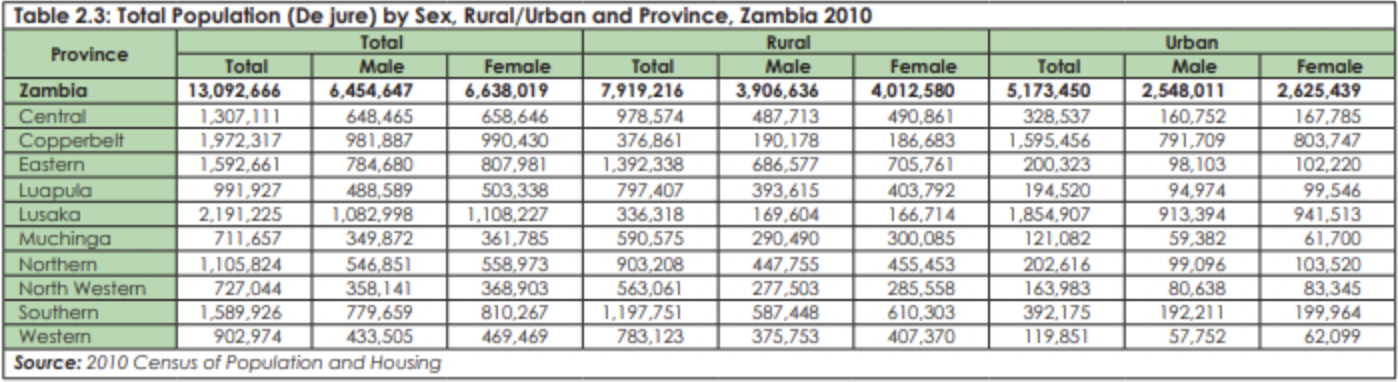 Table 2.3: Total Population (De jure) by Sex, Rural/Urban and Province, Zambia 2010
Province Total Rural Urban
Total Male Female Total Male Female Total Male Female
Zambia 13,092,666 6,454,647 6,638,019 7,919,216 3,906,636 4,012,580 5,173,450 2,548,011 2,625,439
Central 1,307,111 648,465 658,646 978,574 487,713 490,861 328,537 160,752 167,785
Copperbelt 1,972,317 981,887 990,430 376,861 190,178 186,683 1,595,456 791,709 803,747
Eastern 1,592,661 784,680 807,981 1,392,338 686,577 705,761 200,323 98,103 102,220
Luapula 991,927 488,589 503,338 797,407 393,615 403,792 194,520 94,974 99,546
Lusaka 2,191,225 1,082,998 1,108,227 336,318 169,604 166,714 1,854,907 913,394 941,513
Muchinga 711,657 349,872 361,785 590,575 290,490 300,085 121,082 59,382 61,700
Northern 1,105,824 546,851 558,973 903,208 447,755 455,453 202,616 99,096 103,520
North Western 727,044 358,141 368,903 563,061 277,503 285,558 163,983 80,638 83,345
Southern 1,589,926 779,659 810,267 1,197,751 587,448 610,303 392,175 192,211 199,964
Western 902,974 433,505 469,469 783,123 375,753 407,370 119,851 57,752 62,099
Source: 2010 Census of Population and Housing